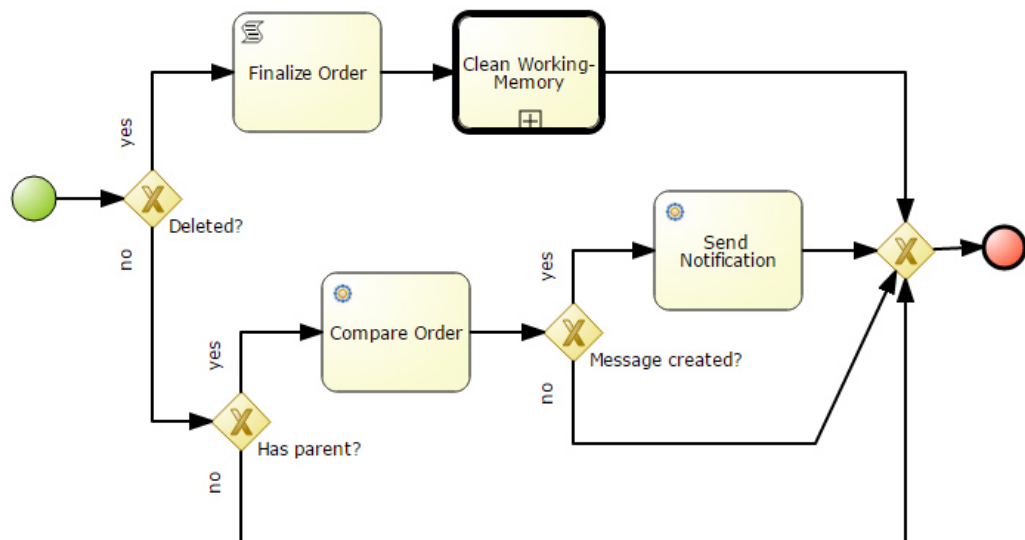 Finalize Order
Clean Working-
Memory
yes
Deleted?
no
Send
Notification
yes
Compare Order
yes
Message created?
no
Has parent?
no